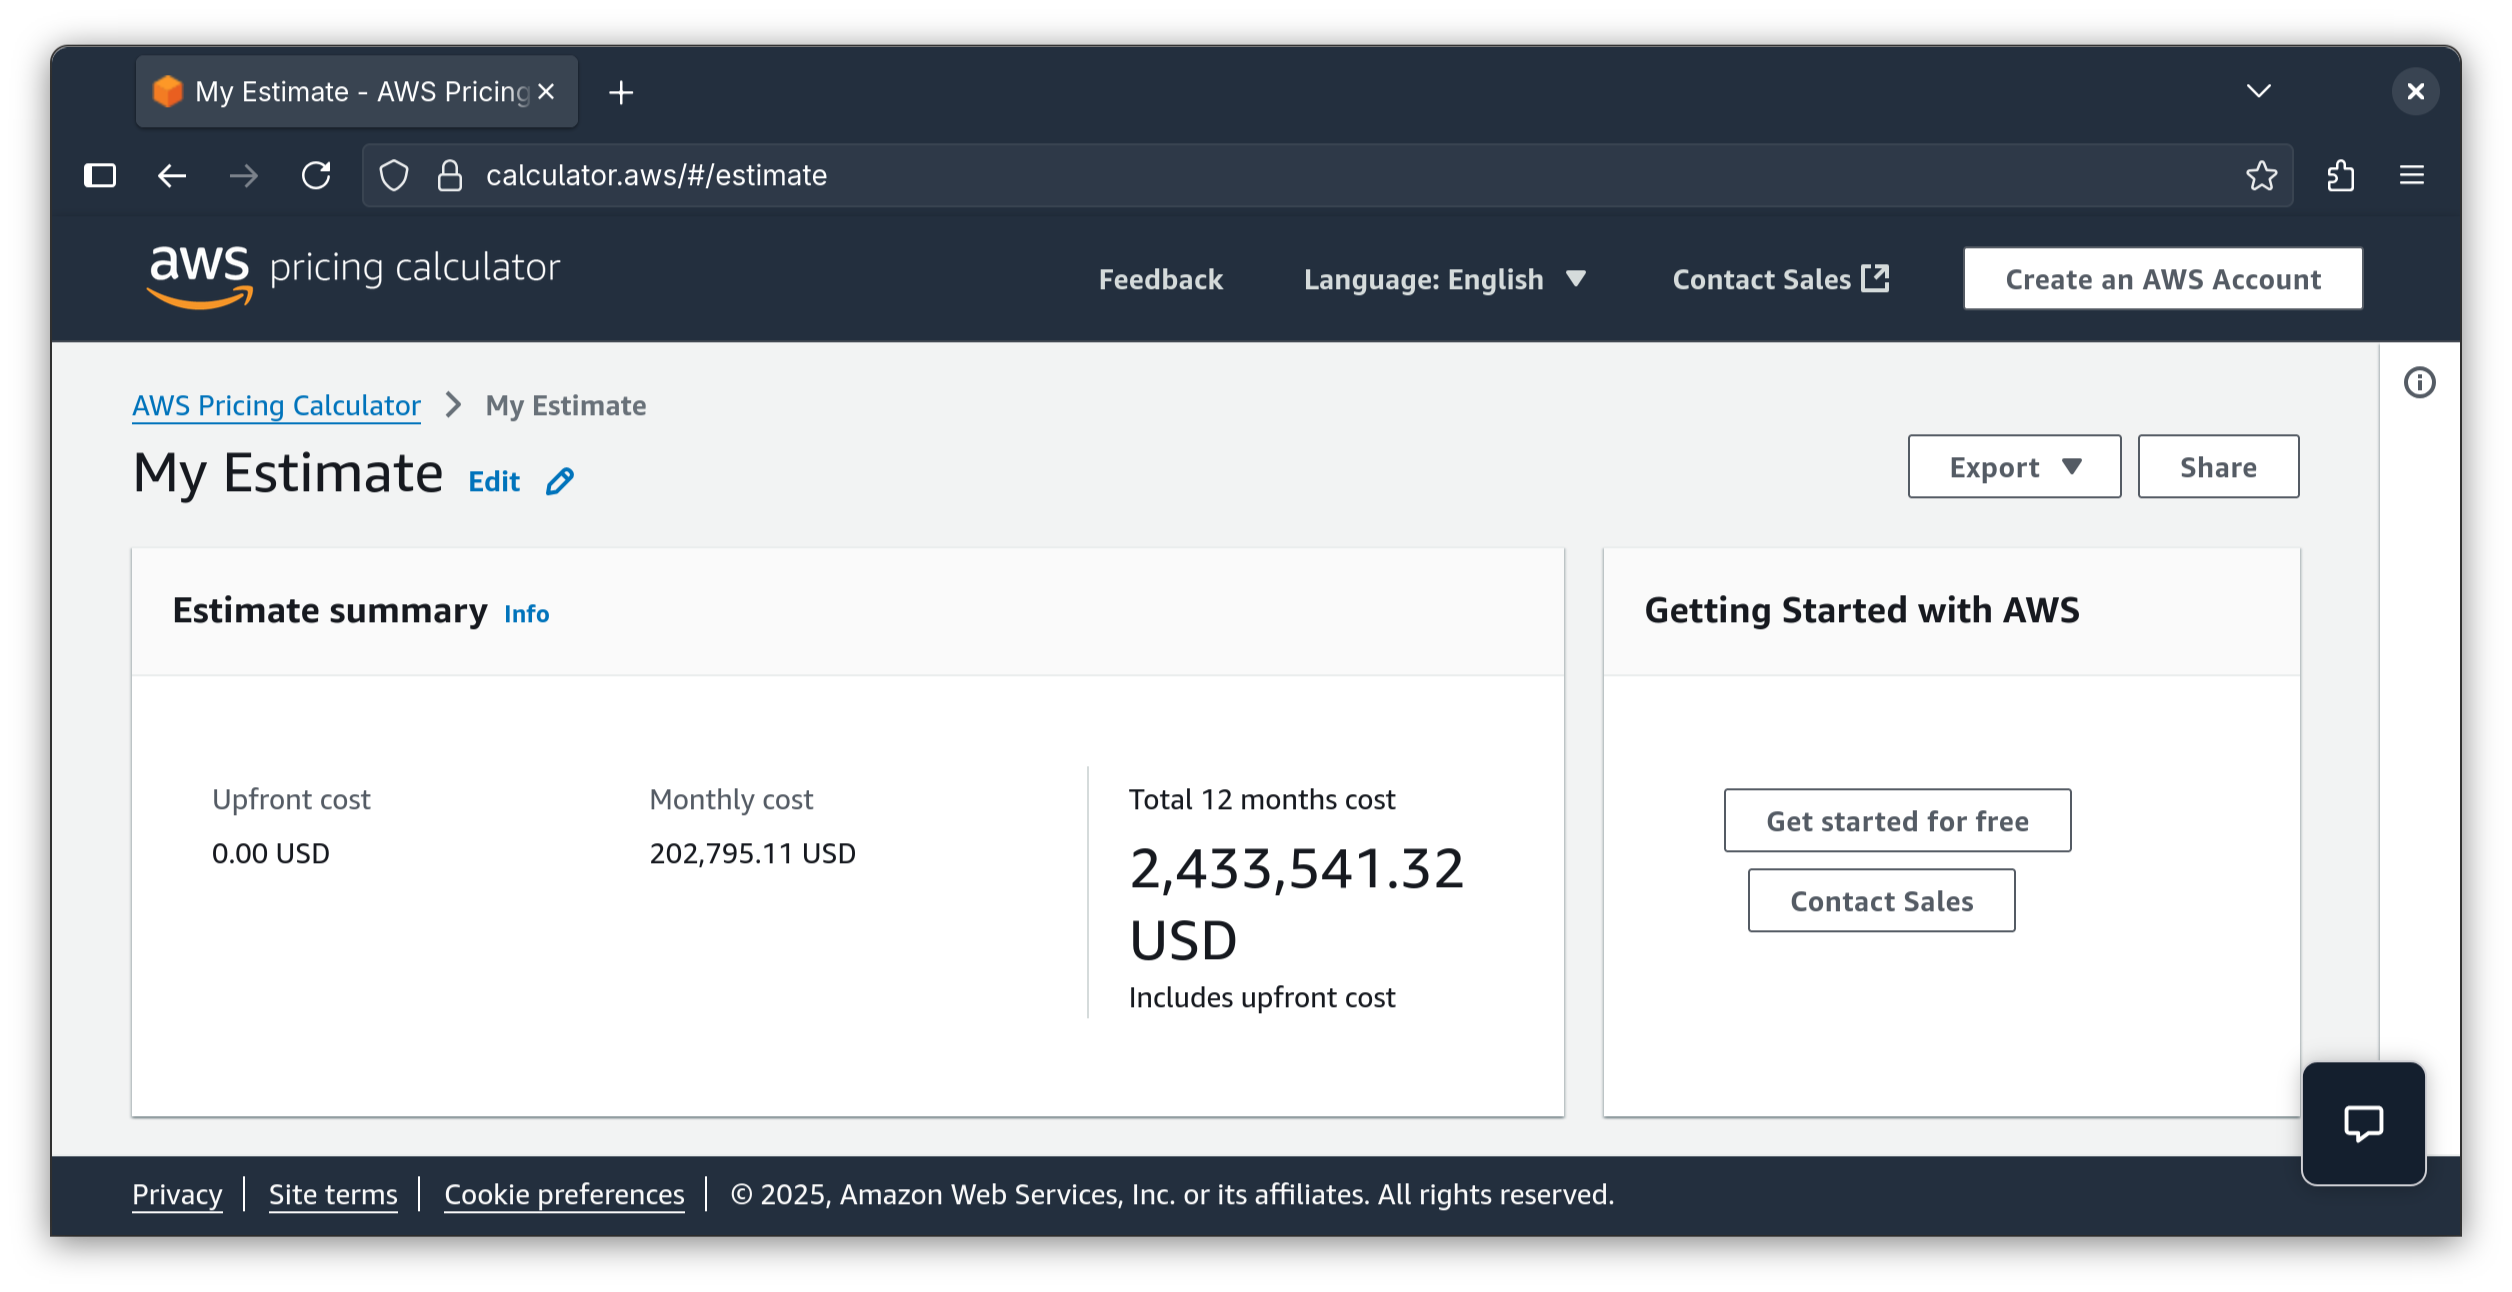 My Estimate - AWS Pricing
calculator.aws/#/estimate
aws pricing calculator
Feedback
Language: English
Contact Sales
Create an AWS Account
AWS Pricing Calculator
My Estimate
My Estimate
Edit
Export
Share
Estimate summary
Info
Upfront cost
0.00 USD
Monthly cost
202,795.11 USD
Total 12 months cost
2,433,541.32
USD
Includes upfront cost
Getting Started with AWS
Get started for free
Contact Sales
Privacy
Site terms
Cookie preferences
© 2025, Amazon Web Services, Inc. or its affiliates. All rights reserved.